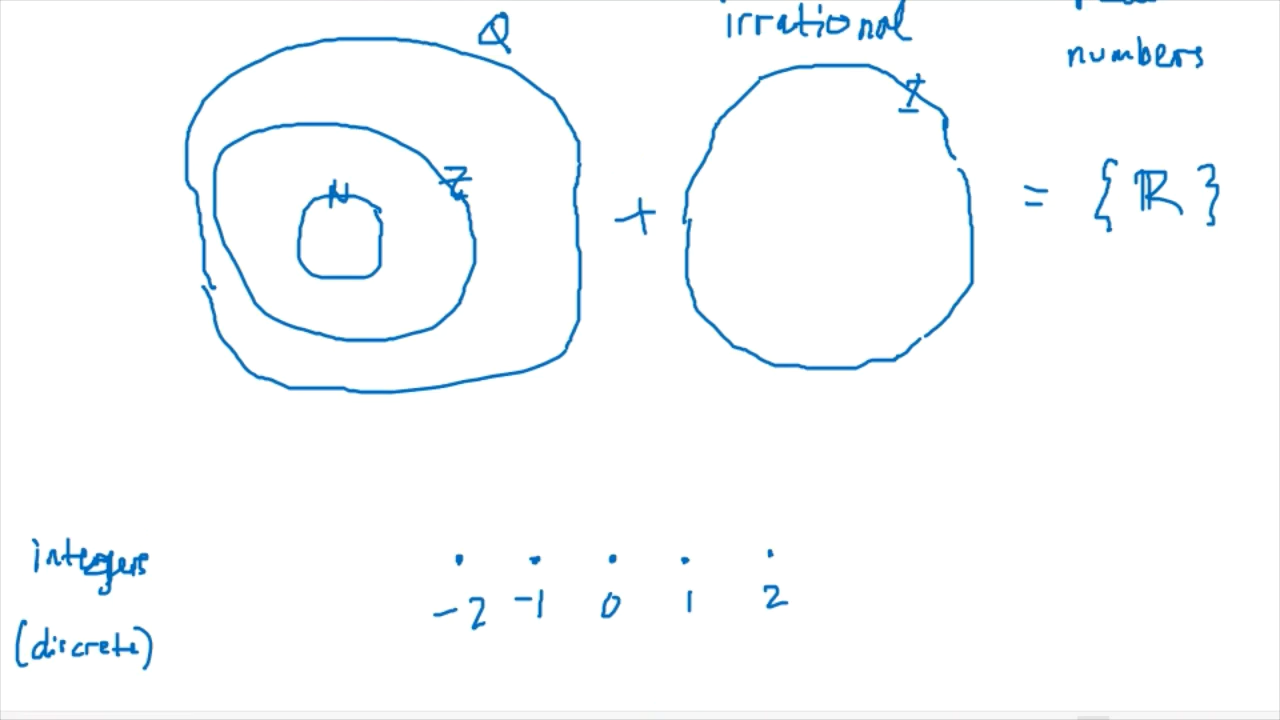 Q
irrational
numbers
I
N
Z
+
= {ℝ}
integers
-2 -1 0 1 2
(discrete)